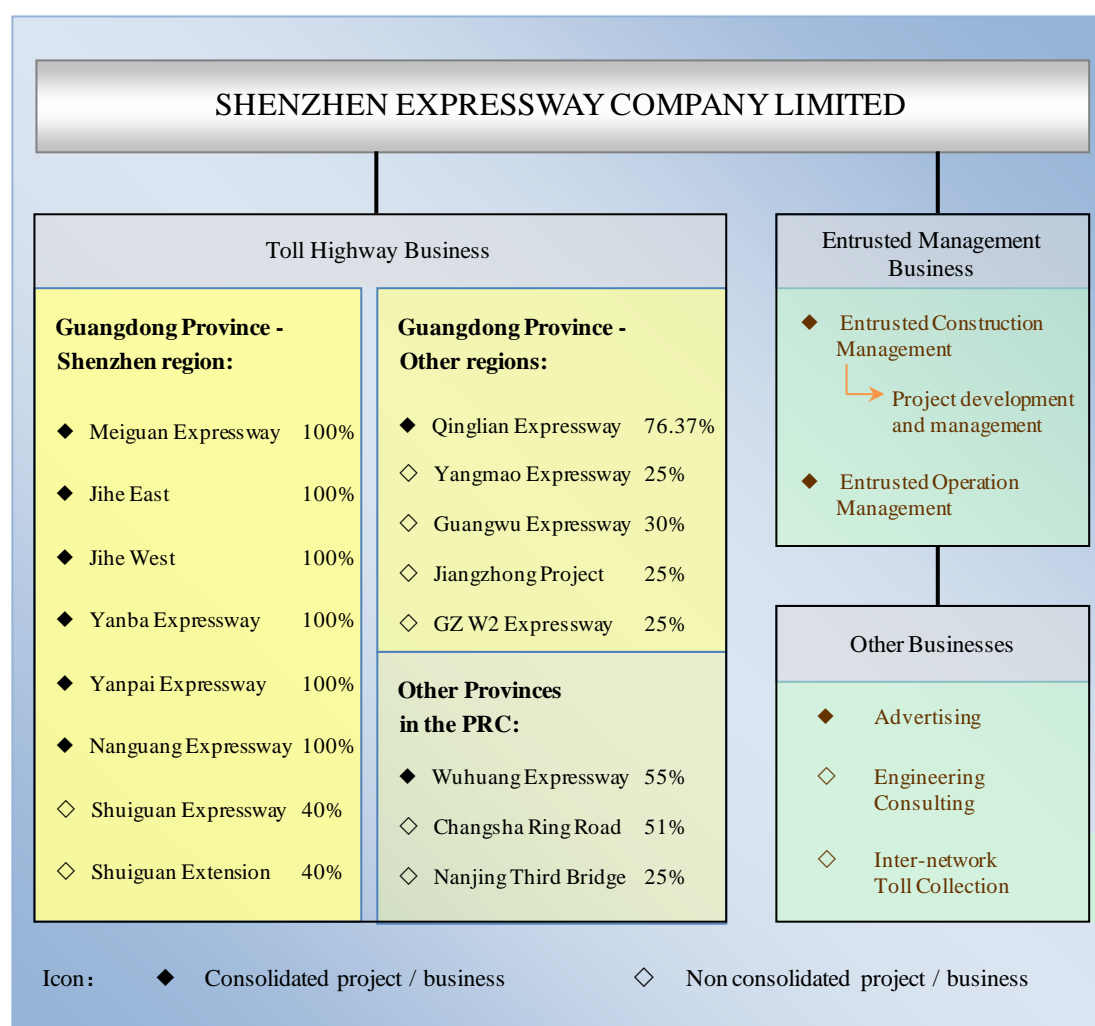 SHENZHEN EXPRESSWAY COMPANY LIMITED
Toll Highway Business
Guangdong Province -
Shenzhen region:
◆ Meiguan Expressway 100%
◆ Jihe East 100%
◆ Jihe West 100%
◆ Yanba Expressway 100%
◆ Yanpai Expressway 100%
◆ Nanguang Expressway 100%
◇ Shuiguan Expressway 40%
◇ Shuiguan Extension 40%
Guangdong Province -
Other regions:
◆ Qinglian Expressway 76.37%
◇ Yangmao Expressway 25%
◇ Guangwu Expressway 30%
◇ Jiangzhong Project 25%
◇ GZ W2 Expressway 25%
Other Provinces
in the PRC:
◆ Wuhuang Expressway 55%
◇ Changsha Ring Road 51%
◇ Nanjing Third Bridge 25%
Entrusted Management
Business
◆ Entrusted Construction
Management
Project development
and management
◆ Entrusted Operation
Management
Other Businesses
◆ Advertising
◇ Engineering
Consulting
◇ Inter-network
Toll Collection
Icon: ◆ Consolidated project / business ◇ Non consolidated project / business